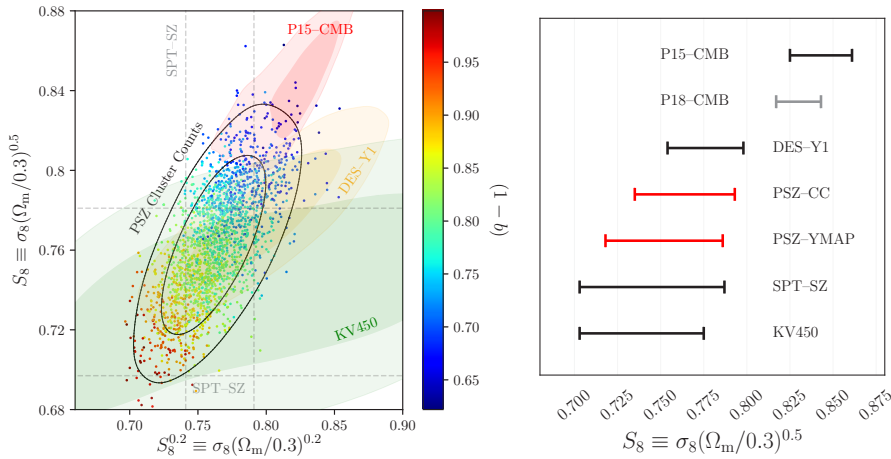 0.88
0.84
0.8
0.76
0.72
0.68
S₈ ≡ σ₈(Ωₘ/0.3)^0.5
0.70
0.75
0.80
0.85
0.90
S₈^0.2 ≡ σ₈(Ωₘ/0.3)^0.2
SPT–SZ
P15–CMB
PSZ Cluster Counts
DES–Y1
KV450
SPT–SZ
0.95
0.90
0.85
0.80
0.75
0.70
0.65
(1 − b)
P15–CMB
P18–CMB
DES–Y1
PSZ–CC
PSZ–YMAP
SPT–SZ
KV450
0.700
0.725
0.750
0.775
0.800
0.825
0.850
0.875
S₈ ≡ σ₈(Ωₘ/0.3)^0.5